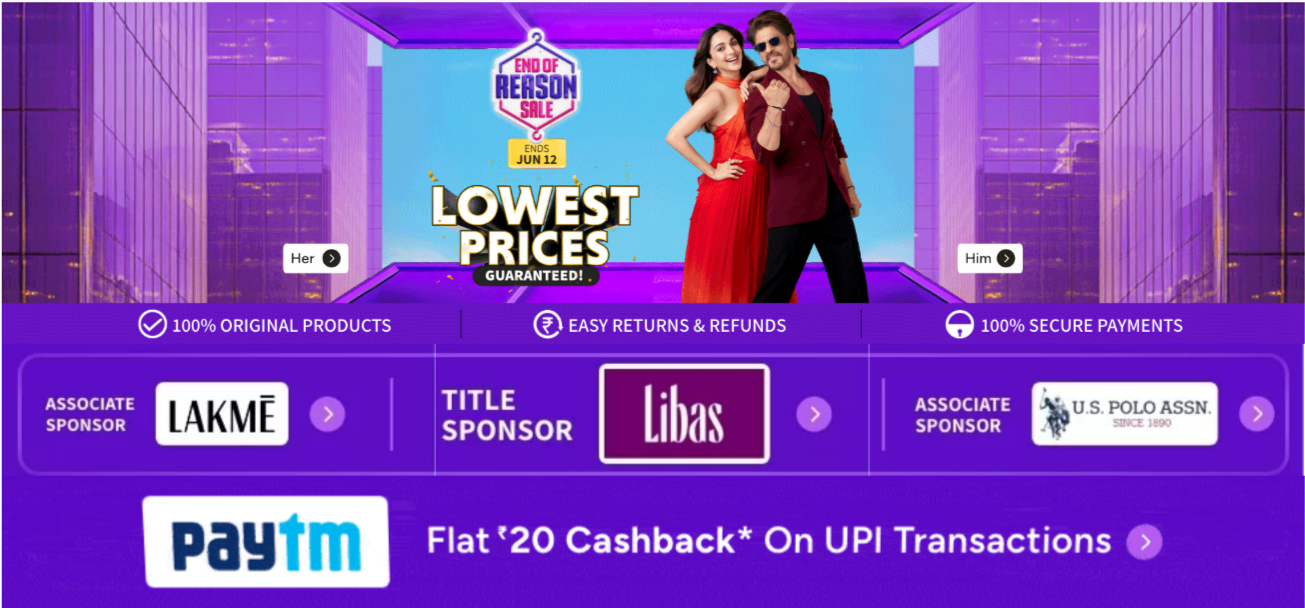 END OF
REASON
SALE
ENDS
JUN 12
LOWEST
PRICES
GUARANTEED!
Her
Him
100% ORIGINAL PRODUCTS
EASY RETURNS & REFUNDS
100% SECURE PAYMENTS
ASSOCIATE
SPONSOR
LAKMĒ
TITLE
SPONSOR
Libas
ASSOCIATE
SPONSOR
U.S. POLO ASSN.
SINCE 1890
paytm
Flat ₹20 Cashback* On UPI Transactions